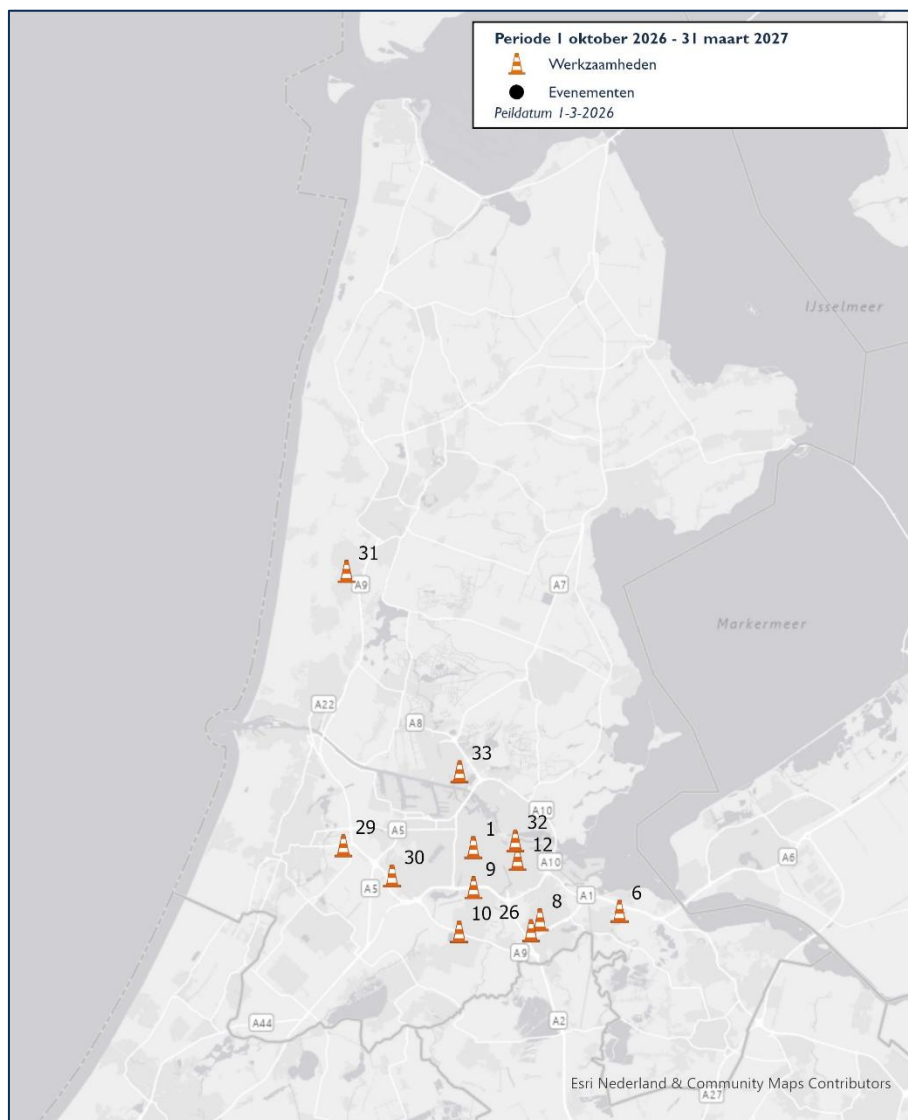 Periode 1 oktober 2026 - 31 maart 2027
Werkzaamheden
Evenementen
Peildatum 1-3-2026
IJsselmeer
31
A9
A7
Markermeer
A22
A8
33
A10
29
A5
1
32
12
A10
A6
30
A5
9
A1
6
10
26
8
A9
A44
A2
Esri Nederland & Community Maps Contributors
A27